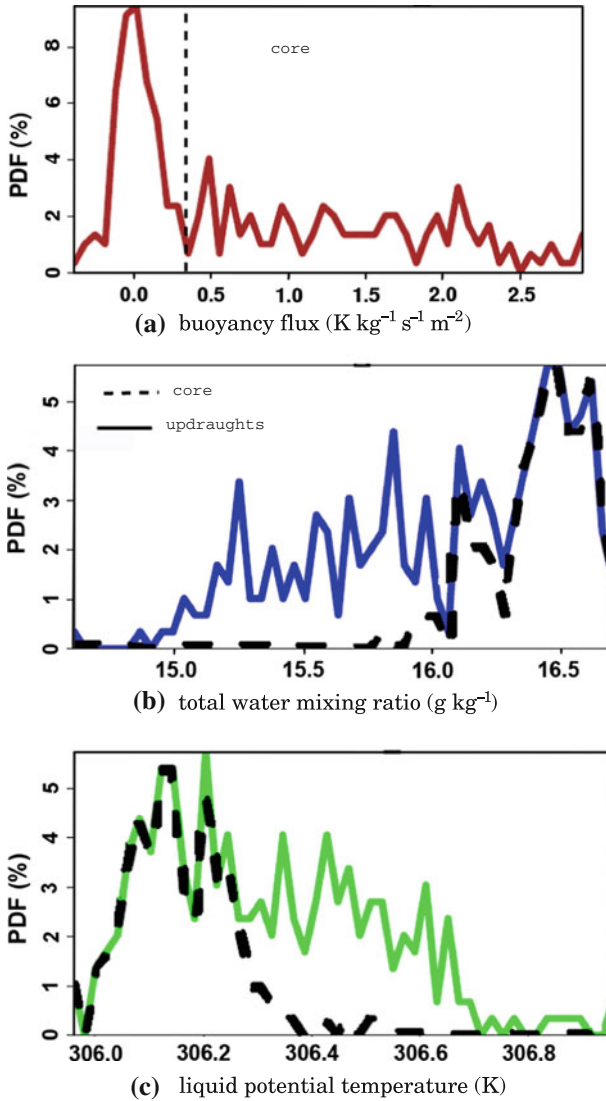 core
PDF (%)
8
6
4
2
0
0.0 0.5 1.0 1.5 2.0 2.5
(a) buoyancy flux (K kg⁻¹ s⁻¹ m⁻²)
core
updraughts
PDF (%)
5
4
3
2
1
0
15.0 15.5 16.0 16.5
(b) total water mixing ratio (g kg⁻¹)
PDF (%)
5
4
3
2
1
0
306.0 306.2 306.4 306.6 306.8
(c) liquid potential temperature (K)